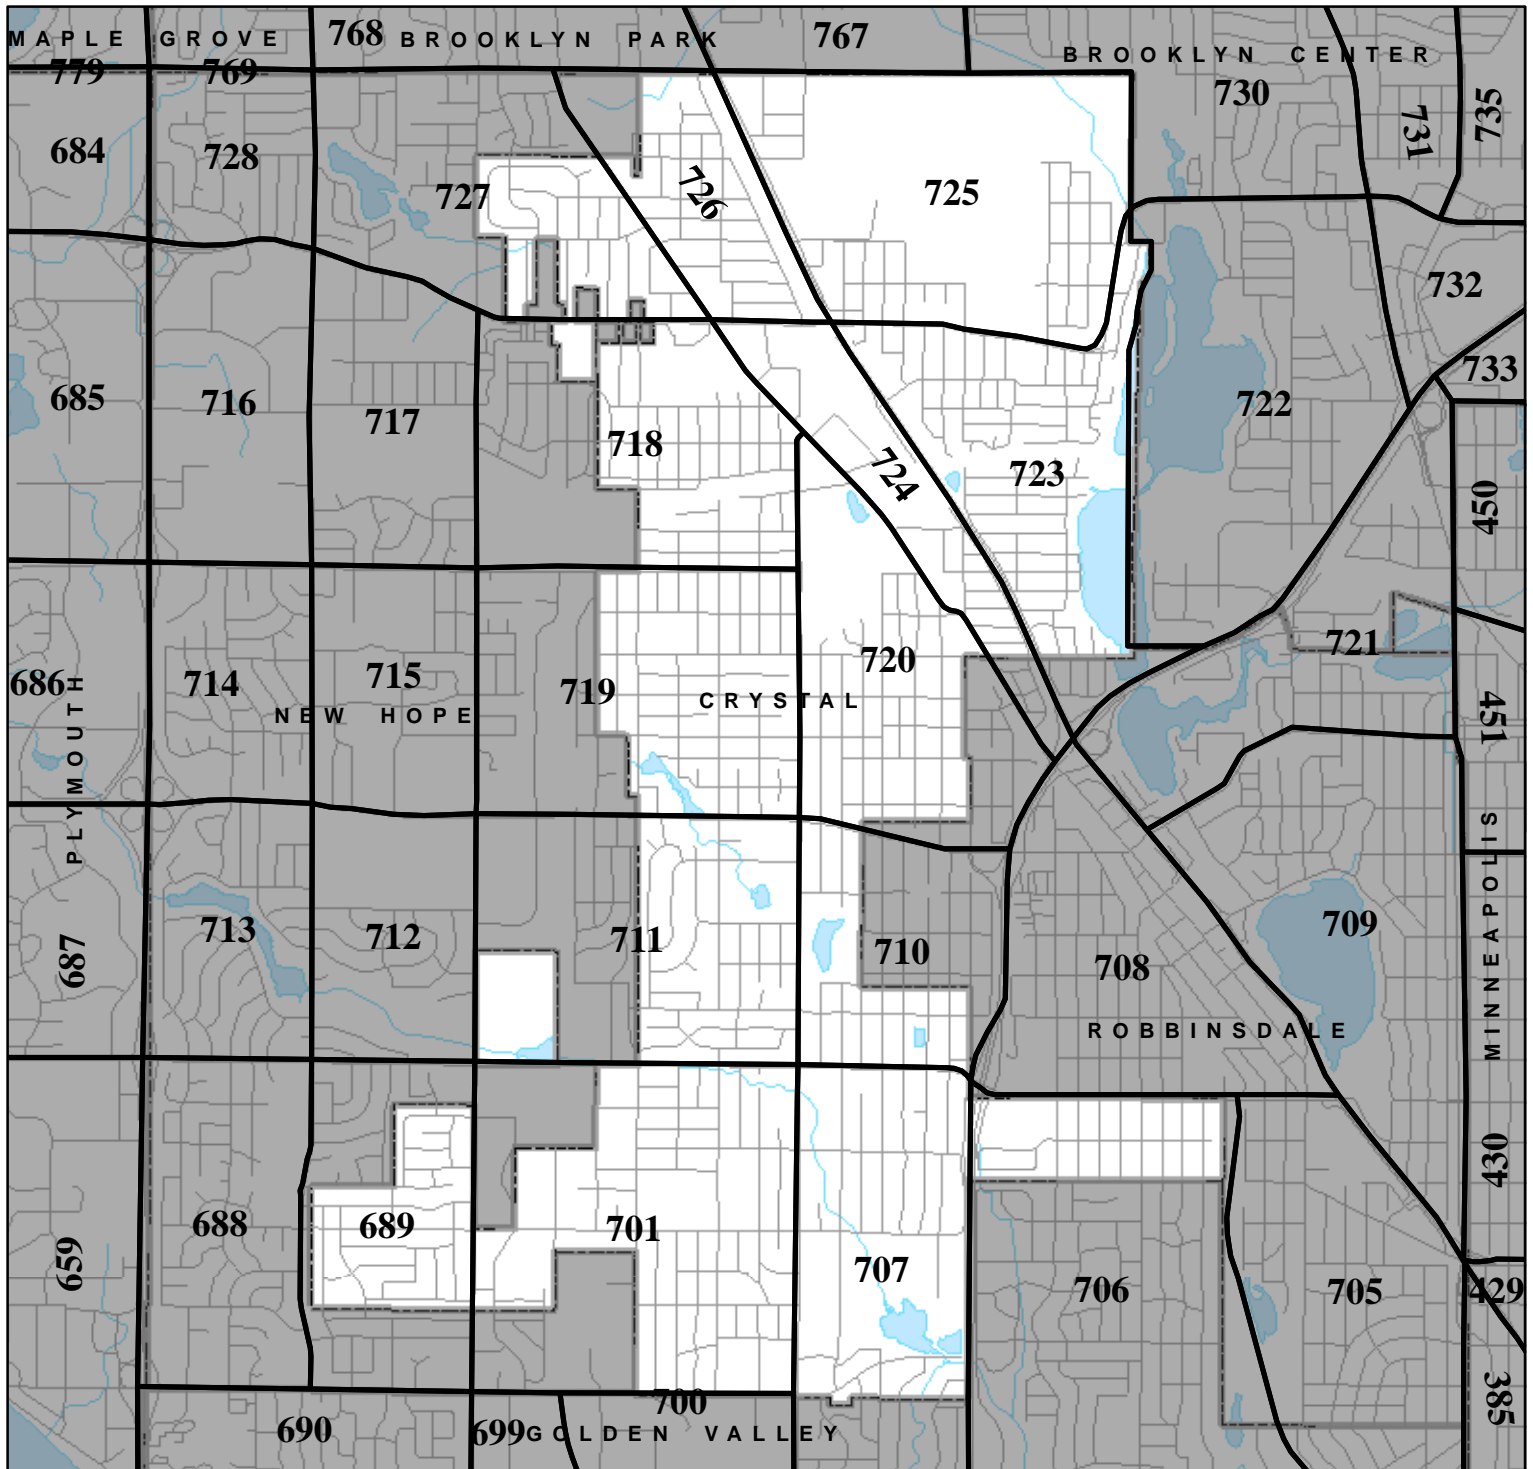 768 BROOKLYN PARK 767
MAPLE GROVE
BROOKLYN CENTER
779 769
730
735
731
684 728
727 726 725
732
733
685 716 717 718 722
724 723
450
721
686 714 715 719 720
CRYSTAL
NEW HOPE
PLYMOUTH
451
MINNEAPOLIS
687 713 712 711 710 708 709
ROBBINSDALE
430
659 688 689 701 707 706 705 429
385
700
690 699 GOLDEN VALLEY